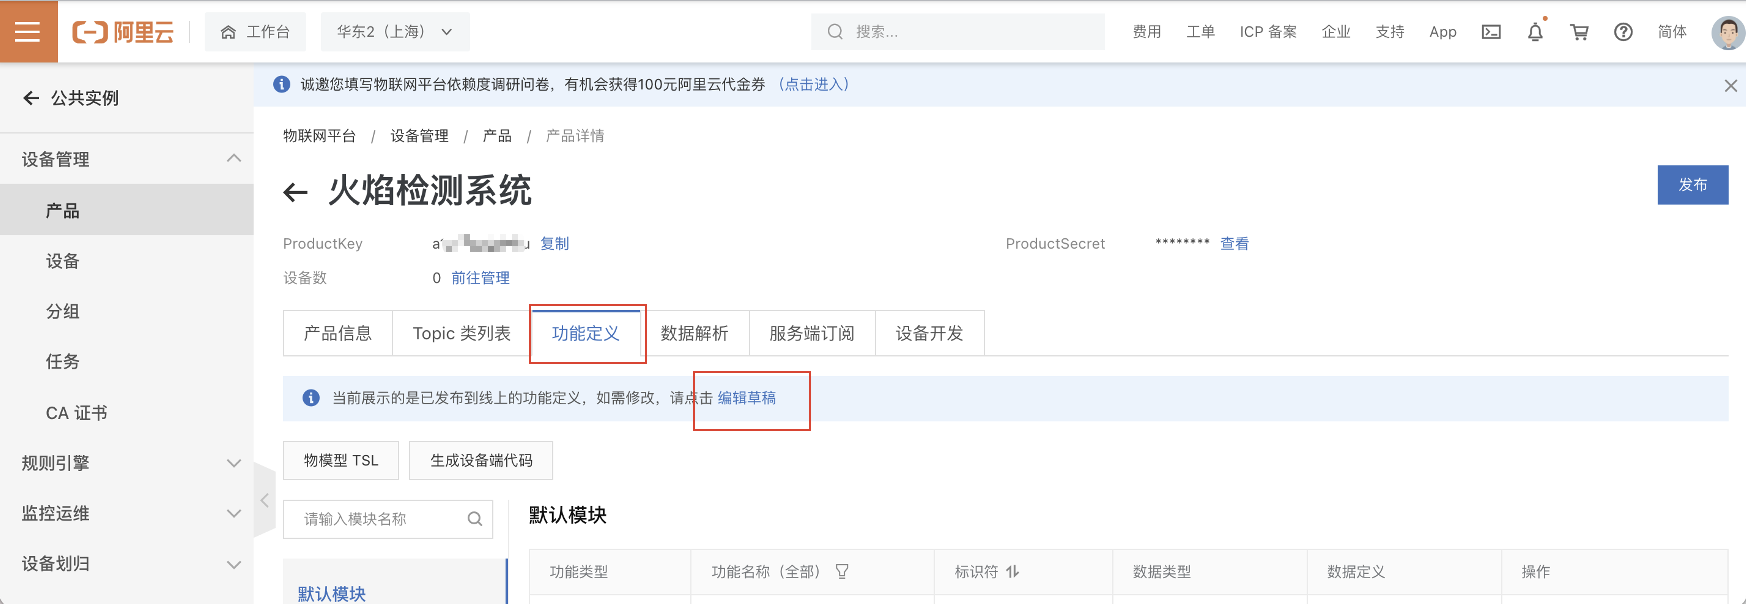 阿里云 工作台 华东2（上海） 搜索... 费用 工单 ICP 备案 企业 支持 App 简体
公共实例
诚邀您填写物联网平台依赖度调研问卷，有机会获得100元阿里云代金券 （点击进入）
设备管理
产品
设备
分组
任务
CA 证书
规则引擎
监控运维
设备划归
物联网平台 / 设备管理 / 产品 / 产品详情
火焰检测系统
发布
ProductKey 复制
ProductSecret ******** 查看
设备数 0 前往管理
产品信息 Topic 类列表 功能定义 数据解析 服务端订阅 设备开发
当前展示的是已发布到线上的功能定义，如需修改，请点击 编辑草稿
物模型 TSL 生成设备端代码
请输入模块名称
默认模块
默认模块
功能类型 功能名称（全部） 标识符 数据类型 数据定义 操作